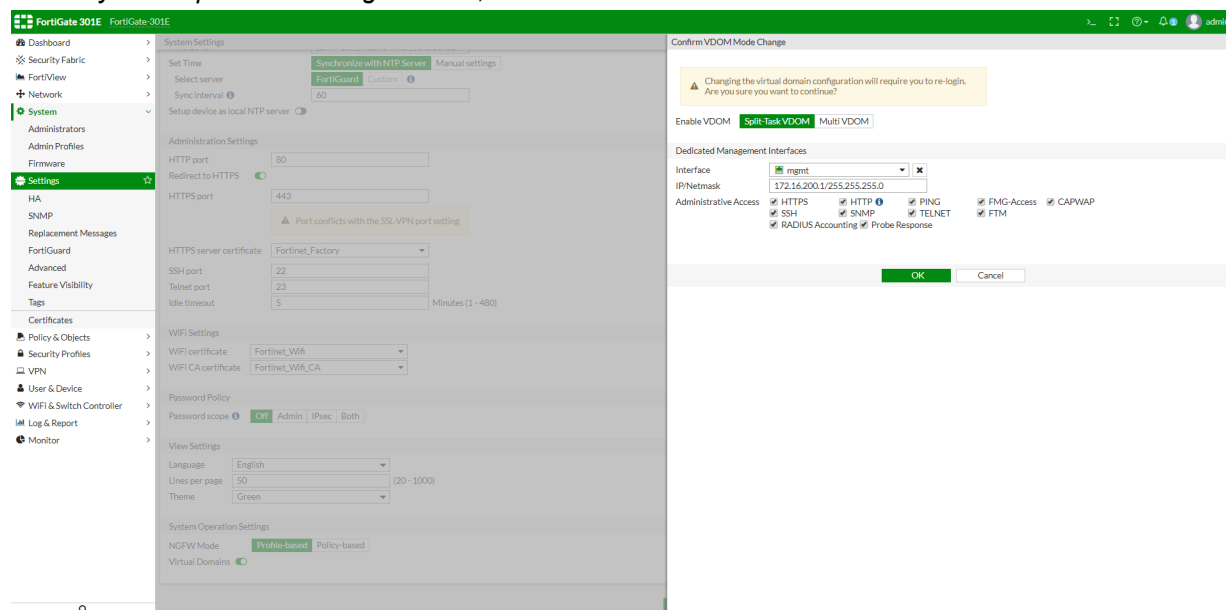 FortiGate 301E FortiGate-301E
>_
admin
Dashboard
Security Fabric
FortiView
Network
System
Administrators
Admin Profiles
Firmware
Settings
HA
SNMP
Replacement Messages
FortiGuard
Advanced
Feature Visibility
Tags
Certificates
Policy & Objects
Security Profiles
VPN
User & Device
WiFi & Switch Controller
Log & Report
Monitor
System Settings
Set Time Synchronize with NTP Server Manual settings
Select server FortiGuard Custom
Sync interval 60
Setup device as local NTP server
Administration Settings
HTTP port 80
Redirect to HTTPS
HTTPS port 443
Port conflicts with the SSL-VPN port setting
HTTPS server certificate Fortinet_Factory
SSH port 22
Telnet port 23
Idle timeout 5 Minutes (1 - 480)
WiFi Settings
WiFi certificate Fortinet_Wifi
WiFi CA certificate Fortinet_Wifi_CA
Password Policy
Password scope Off Admin IPsec Both
View Settings
Language English
Lines per page 50 (20 - 1000)
Theme Green
System Operation Settings
NGFW Mode Profile-based Policy-based
Virtual Domains
Confirm VDOM Mode Change
Changing the virtual domain configuration will require you to re-login.
Are you sure you want to continue?
Enable VDOM Split-Task VDOM Multi VDOM
Dedicated Management Interfaces
Interface mgmt
IP/Netmask 172.16.200.1/255.255.255.0
Administrative Access HTTPS HTTP PING FMG-Access CAPWAP
SSH SNMP TELNET FTM
RADIUS Accounting Probe Response
OK Cancel